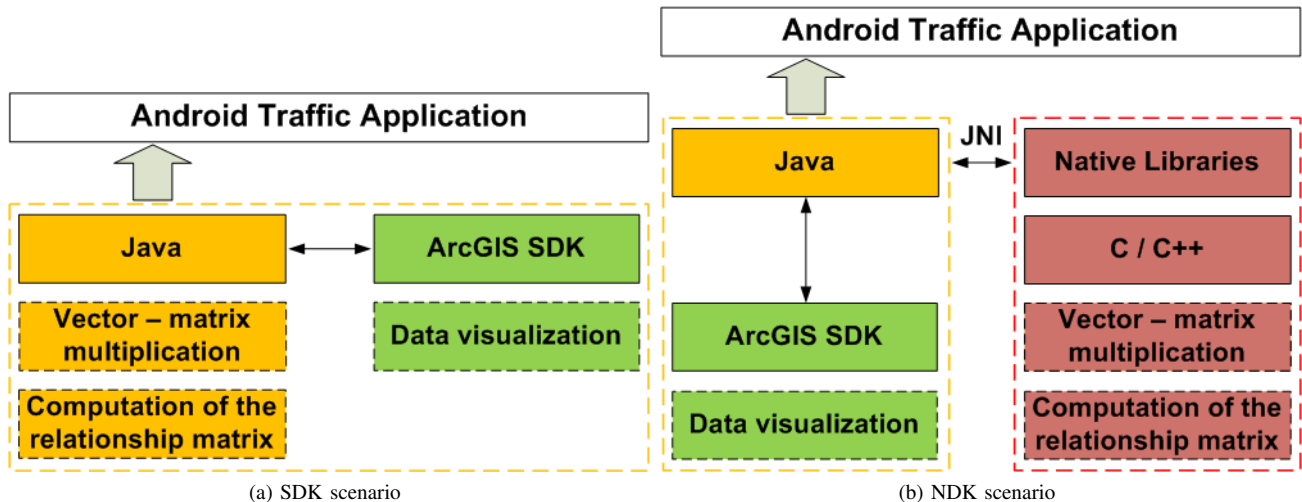 Android Traffic Application
Java
ArcGIS SDK
Vector – matrix
multiplication
Data visualization
Computation of the
relationship matrix
(a) SDK scenario
Android Traffic Application
Java
JNI
Native Libraries
C / C++
ArcGIS SDK
Vector – matrix
multiplication
Data visualization
Computation of the
relationship matrix
(b) NDK scenario